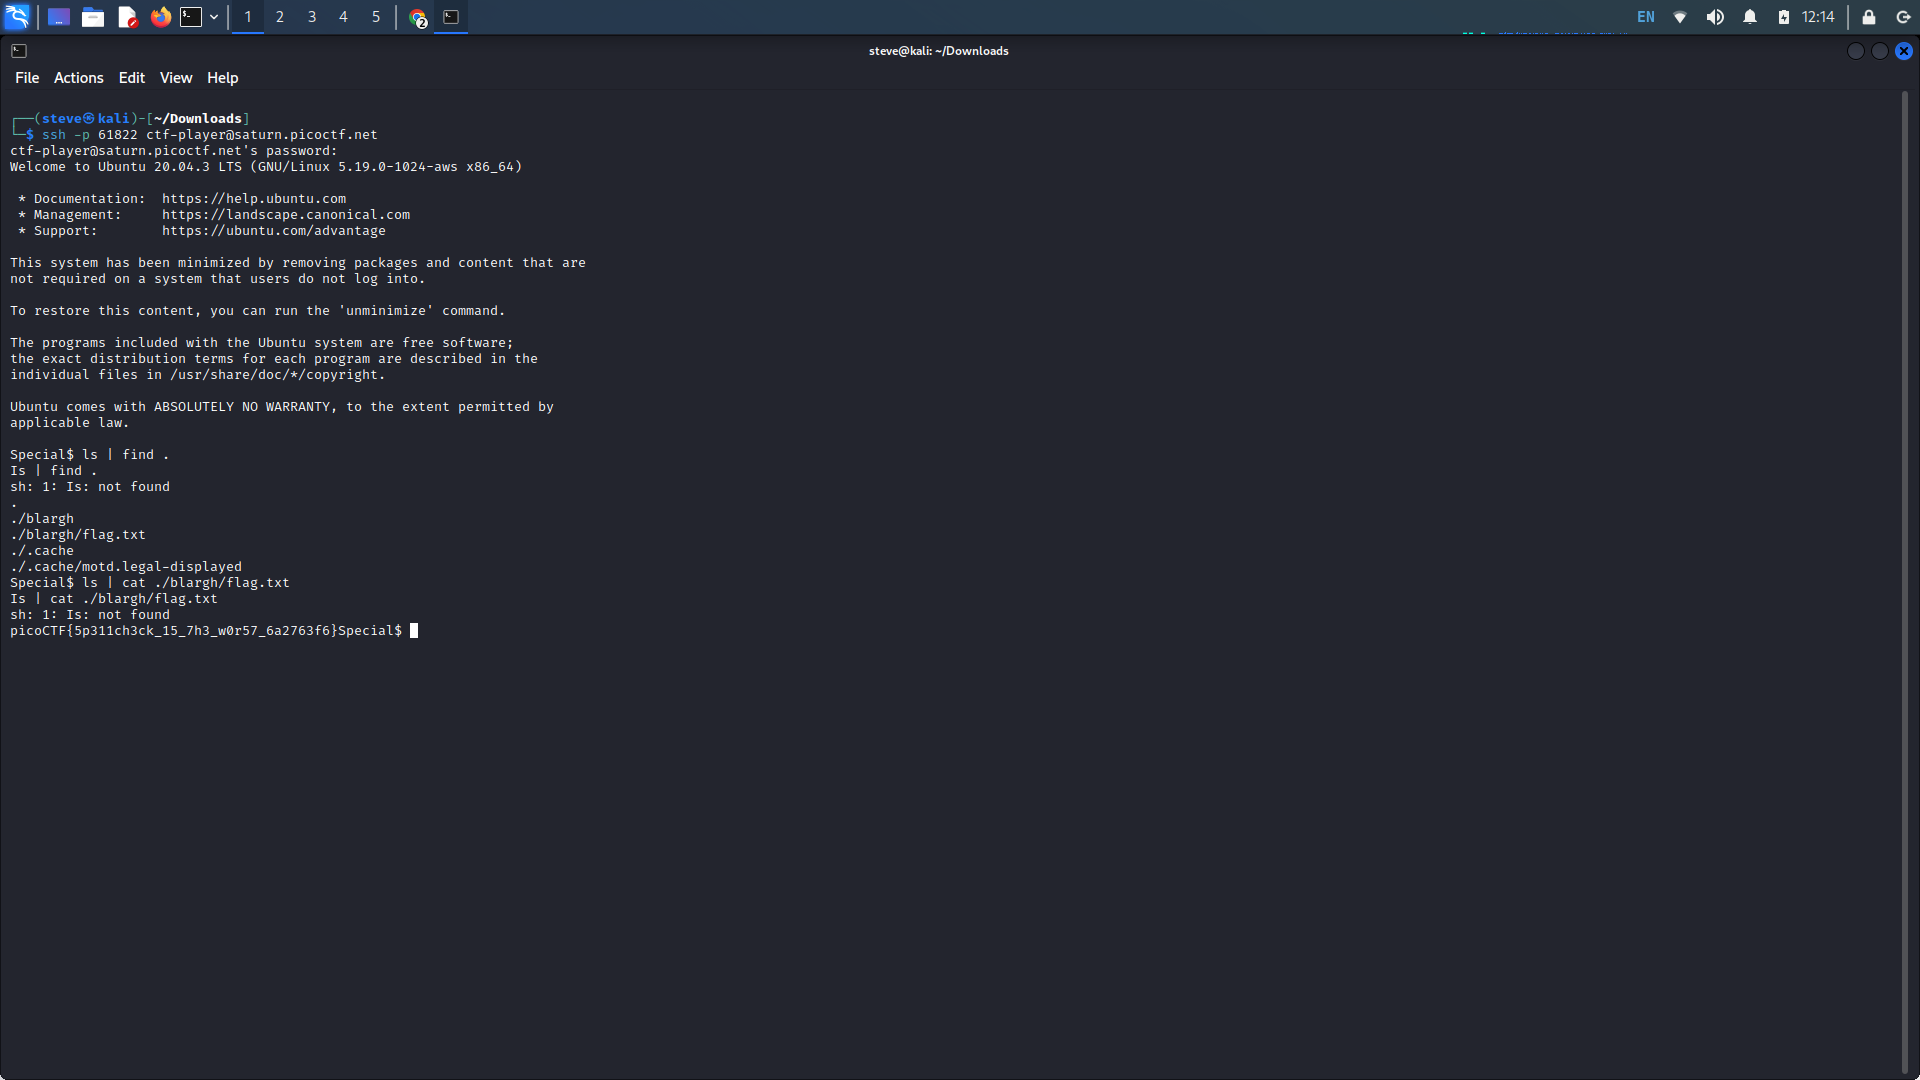 1 2 3 4 5 2 EN 12:14
steve@kali: ~/Downloads
File Actions Edit View Help
┌──(steve㉿kali)-[~/Downloads]
└─$ ssh -p 61822 ctf-player@saturn.picoctf.net
ctf-player@saturn.picoctf.net's password:
Welcome to Ubuntu 20.04.3 LTS (GNU/Linux 5.19.0-1024-aws x86_64)
* Documentation:  https://help.ubuntu.com
* Management:     https://landscape.canonical.com
* Support:        https://ubuntu.com/advantage
This system has been minimized by removing packages and content that are
not required on a system that users do not log into.
To restore this content, you can run the 'unminimize' command.
The programs included with the Ubuntu system are free software;
the exact distribution terms for each program are described in the
individual files in /usr/share/doc/*/copyright.
Ubuntu comes with ABSOLUTELY NO WARRANTY, to the extent permitted by
applicable law.
Special$ ls | find .
Is | find .
sh: 1: Is: not found
.
./blargh
./blargh/flag.txt
./.cache
./.cache/motd.legal-displayed
Special$ ls | cat ./blargh/flag.txt
Is | cat ./blargh/flag.txt
sh: 1: Is: not found
picoCTF{5p311ch3ck_15_7h3_w0r57_6a2763f6}Special$